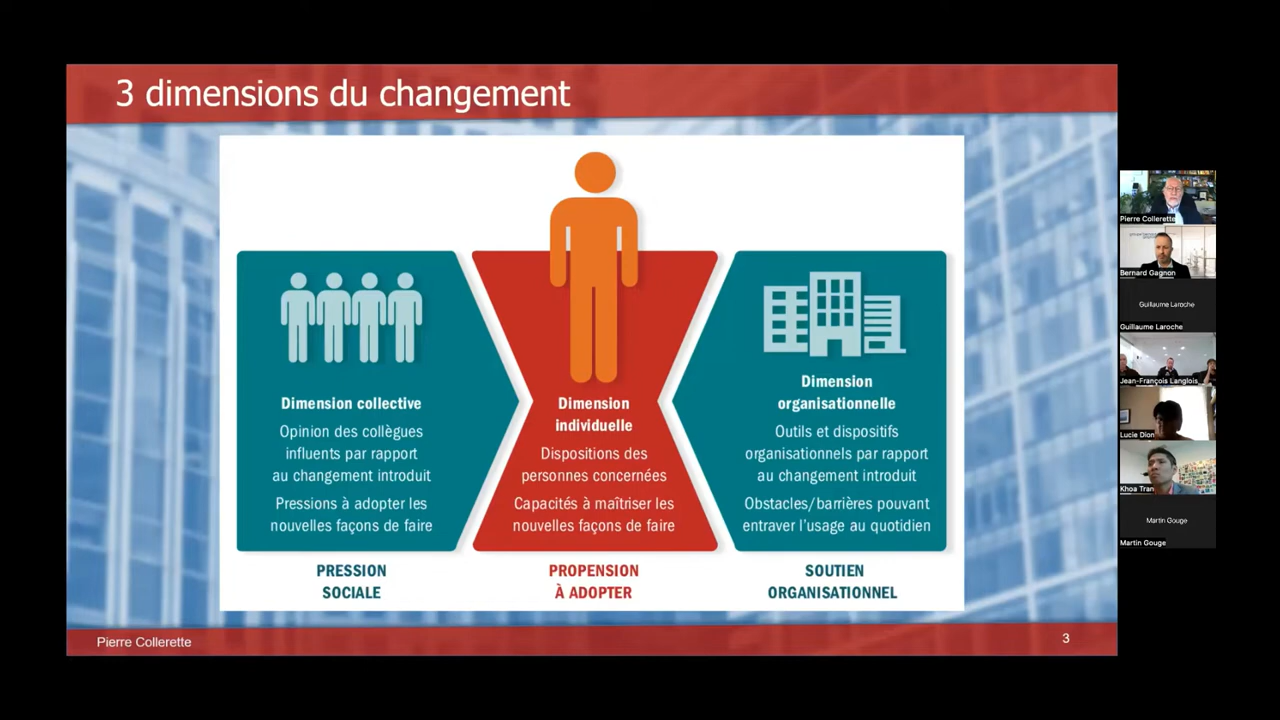 3 dimensions du changement
Dimension collective
Opinion des collègues
influents par rapport
au changement introduit
Pressions à adopter les
nouvelles façons de faire
PRESSION
SOCIALE
Dimension
individuelle
Dispositions des
personnes concernées
Capacités à maîtriser les
nouvelles façons de faire
PROPENSION
À ADOPTER
Dimension
organisationnelle
Outils et dispositifs
organisationnels par rapport
au changement introduit
Obstacles/barrières pouvant
entraver l'usage au quotidien
SOUTIEN
ORGANISATIONNEL
Pierre Collerette
3
Pierre Collerette
Bernard Gagnon
Guillaume Laroche
Guillaume Laroche
Jean-François Langlois
Lucie Dion
Khoa Tran
Martin Gouge
Martin Gouge